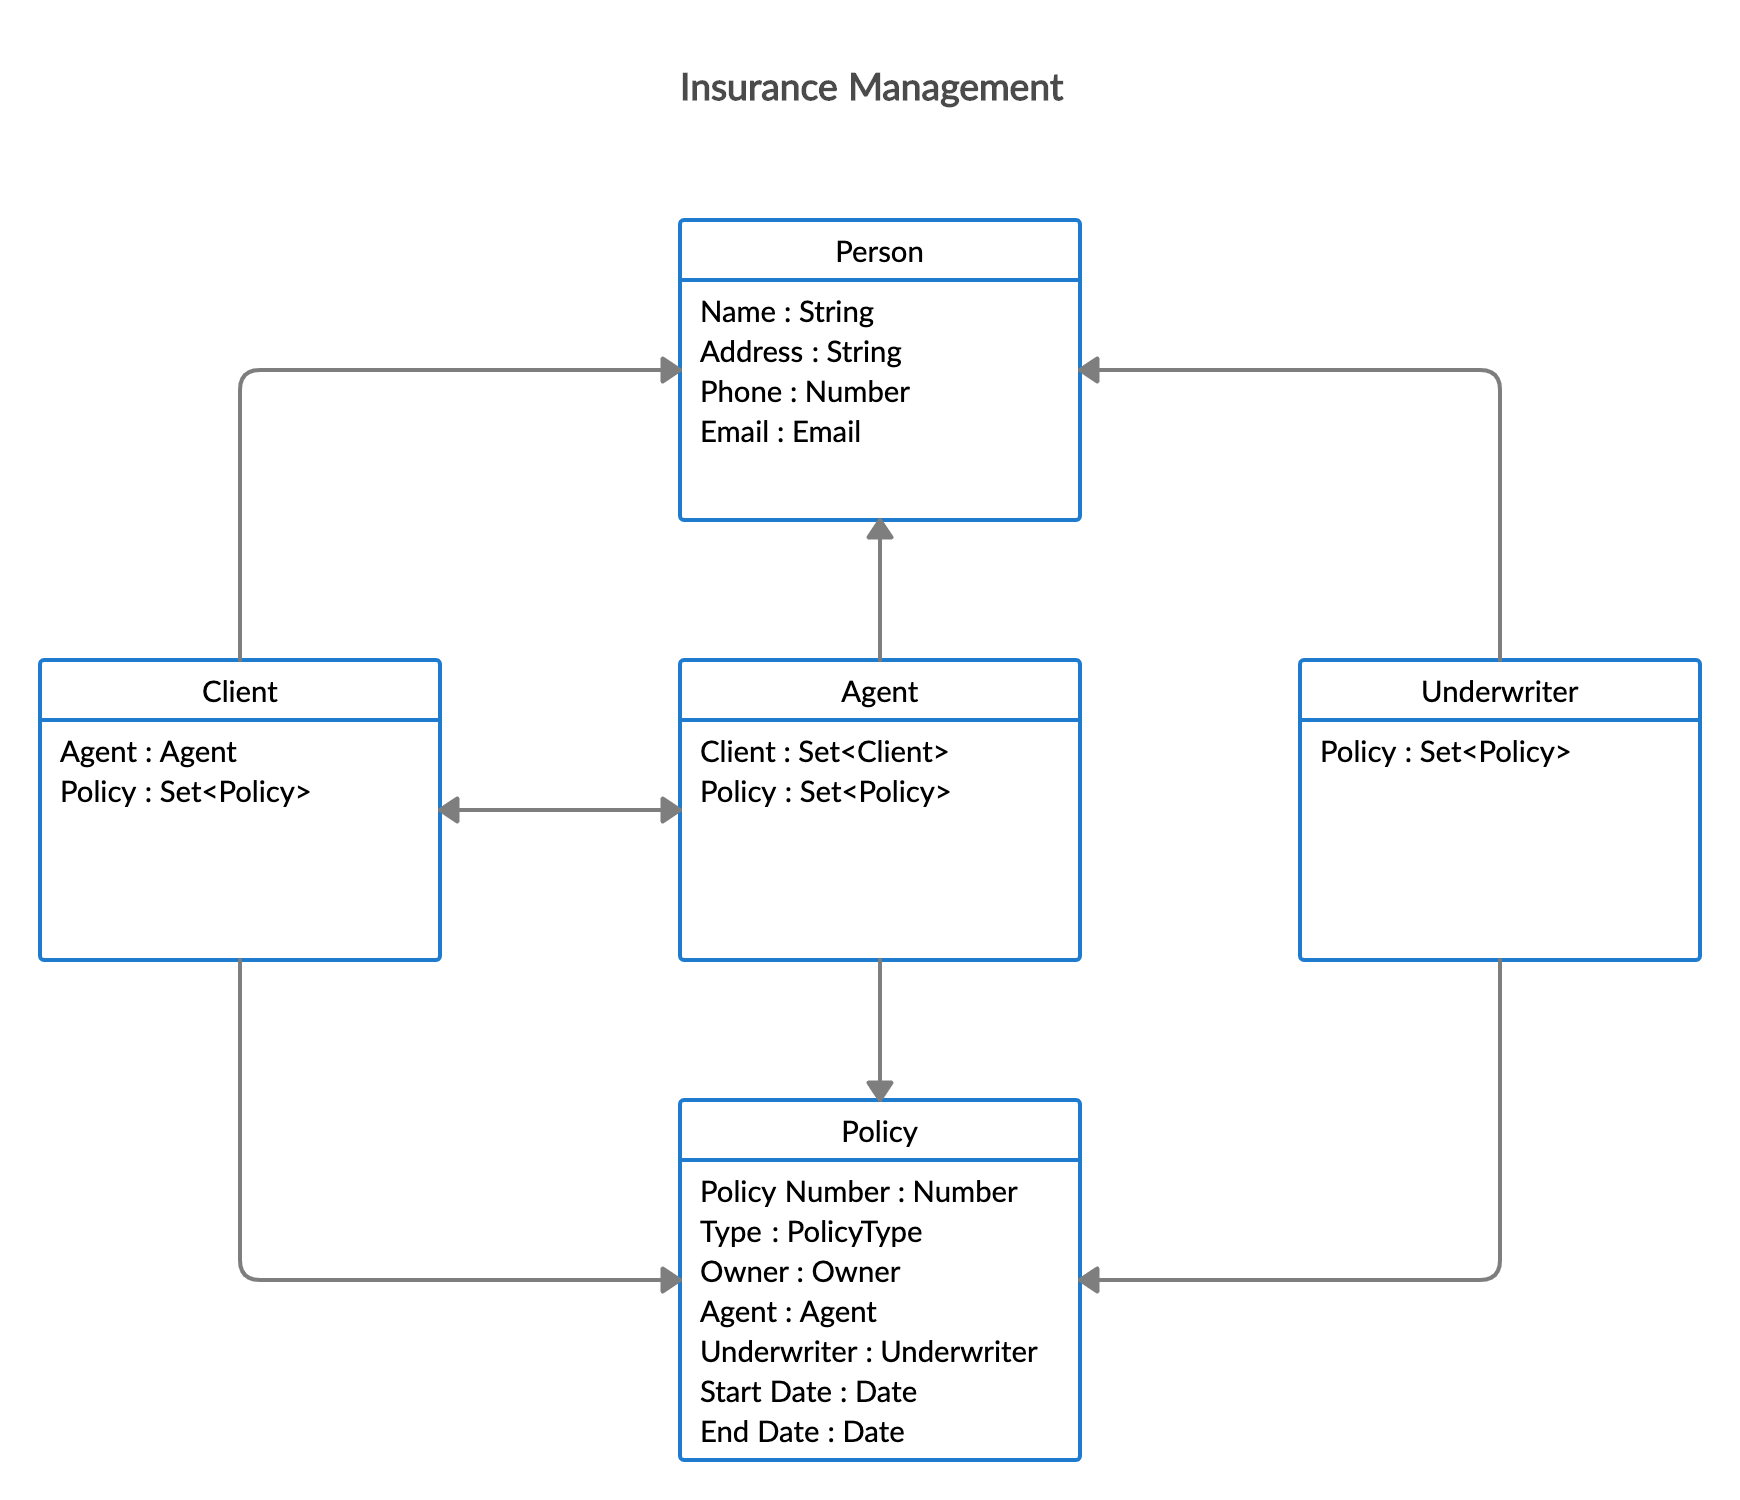 Insurance Management
Person
Name : String
Address : String
Phone : Number
Email : Email
Client
Agent : Agent
Policy : Set<Policy>
Agent
Client : Set<Client>
Policy : Set<Policy>
Underwriter
Policy : Set<Policy>
Policy
Policy Number : Number
Type : PolicyType
Owner : Owner
Agent : Agent
Underwriter : Underwriter
Start Date : Date
End Date : Date